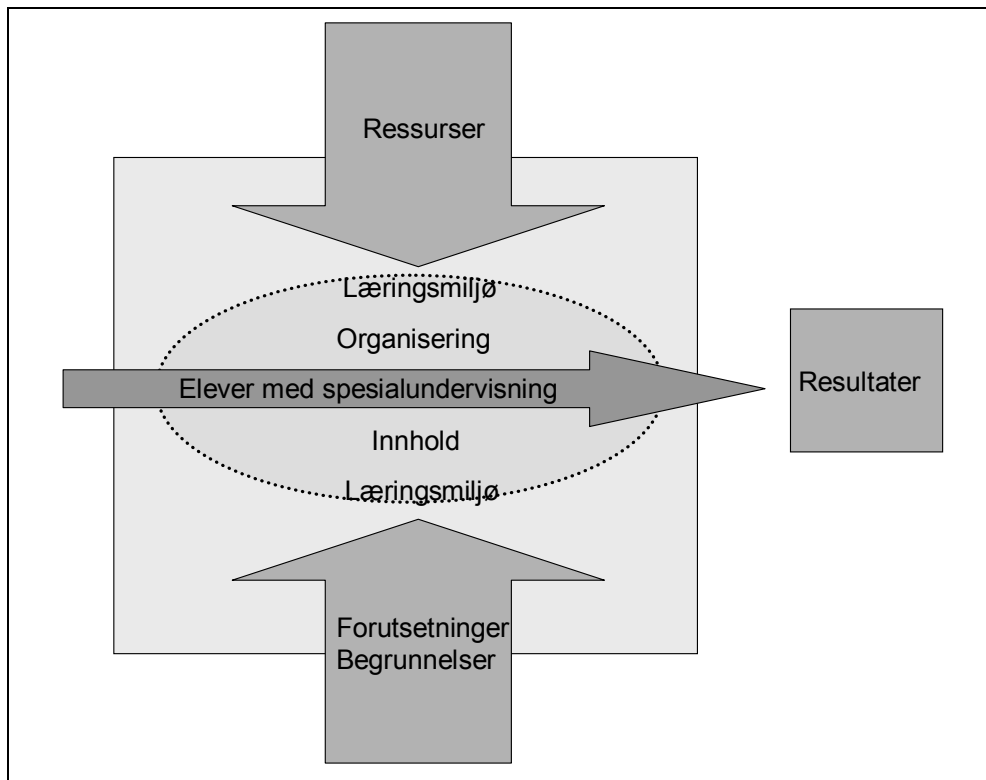 Ressurser
Læringsmiljø
Organisering
Elever med spesialundervisning
Resultater
Innhold
Læringsmiljø
Forutsetninger
Begrunnelser